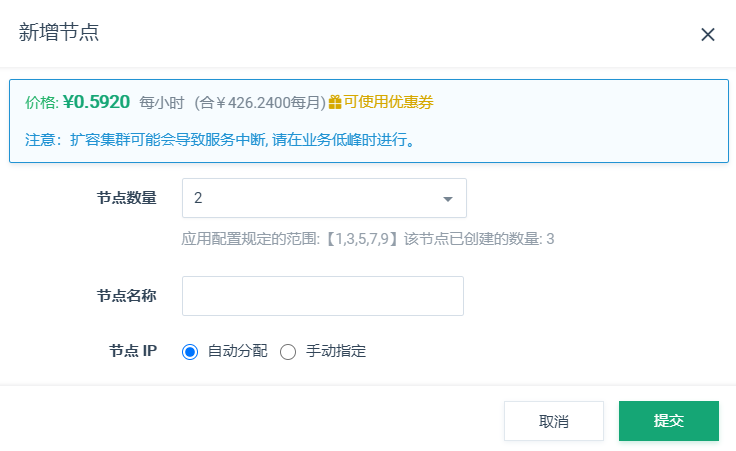 新增节点
价格: ¥0.5920 每小时 (合￥426.2400每月) 可使用优惠券
注意：扩容集群可能会导致服务中断, 请在业务低峰时进行。
节点数量 2
应用配置规定的范围:【1,3,5,7,9】该节点已创建的数量: 3
节点名称
节点 IP 自动分配 手动指定
取消 提交